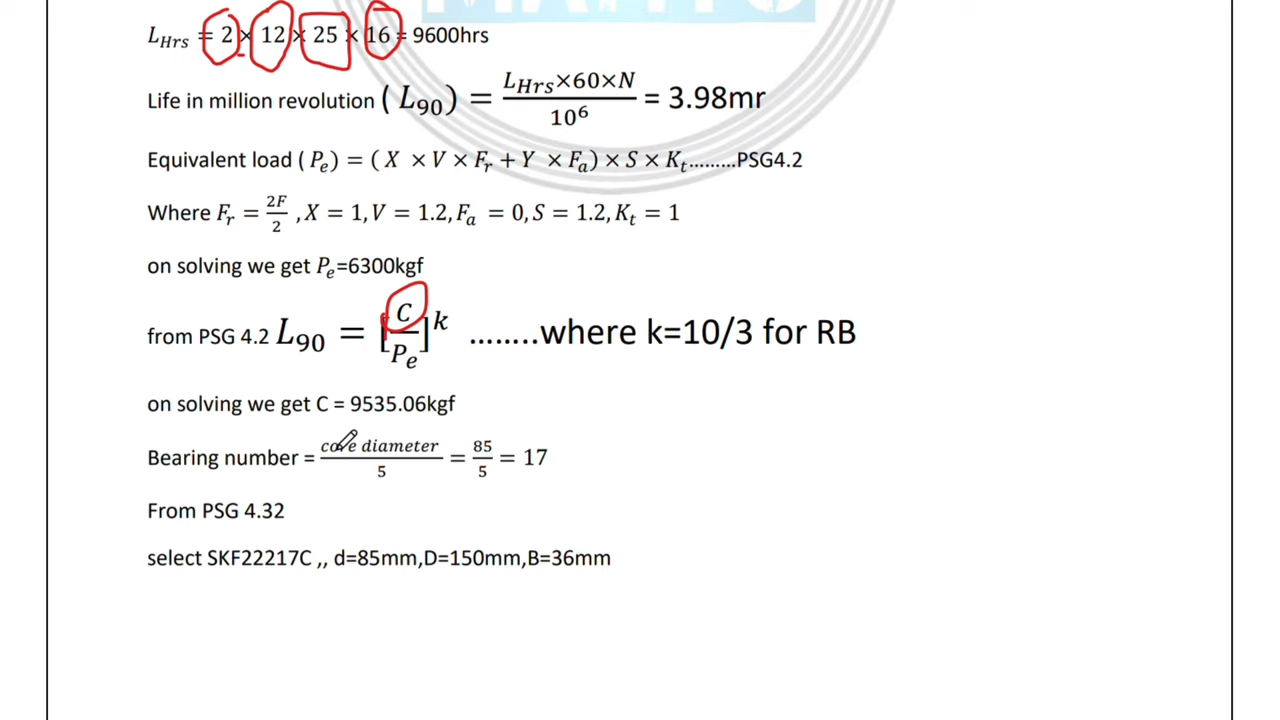 L_Hrs = 2 × 12 × 25 × 16 = 9600hrs
Life in million revolution ( L_90 ) = (L_Hrs×60×N)/10^6 = 3.98mr
Equivalent load ( P_e ) = ( X × V × F_r + Y × F_a ) × S × K_t.........PSG4.2
Where F_r = 2F/2 , X = 1, V = 1.2, F_a = 0, S = 1.2, K_t = 1
on solving we get P_e=6300kgf
from PSG 4.2 L_90 = [C/P_e]^k ........where k=10/3 for RB
on solving we get C = 9535.06kgf
Bearing number = core diameter/5 = 85/5 = 17
From PSG 4.32
select SKF22217C ,, d=85mm,D=150mm,B=36mm